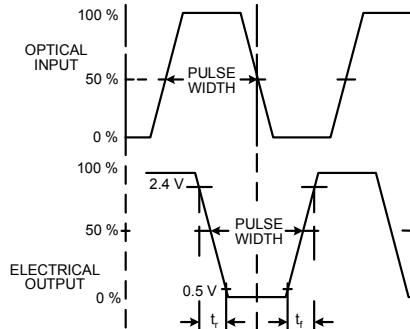 100 %
OPTICAL
INPUT
50 %
PULSE
WIDTH
0 %
100 %
2.4 V
50 %
PULSE
WIDTH
ELECTRICAL
OUTPUT
0.5 V
0 %
tr
tf